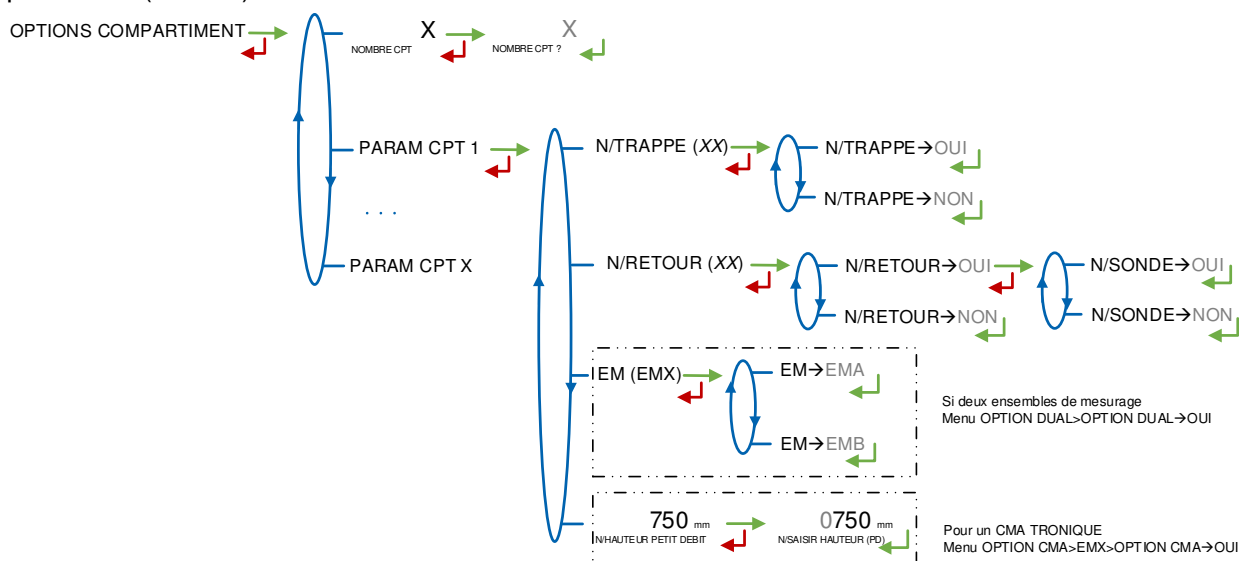 OPTIONS COMPARTIMENT
X
NOMBRE CPT
X
NOMBRE CPT ?
PARAM CPT 1
N/TRAPPE (XX)
N/TRAPPE→OUI
N/TRAPPE→NON
. . .
PARAM CPT X
N/RETOUR (XX)
N/RETOUR→OUI
N/SONDE→OUI
N/RETOUR→NON
N/SONDE→NON
EM (EMX)
EM→EMA
EM→EMB
Si deux ensembles de mesurage
Menu OPTION DUAL>OPTION DUAL→OUI
750 mm
N/HAUTEUR PETIT DEBIT
0750 mm
N/SAISIR HAUTEUR (PD)
Pour un CMA TRONIQUE
Menu OPTION CMA>EMX>OPTION CMA→OUI